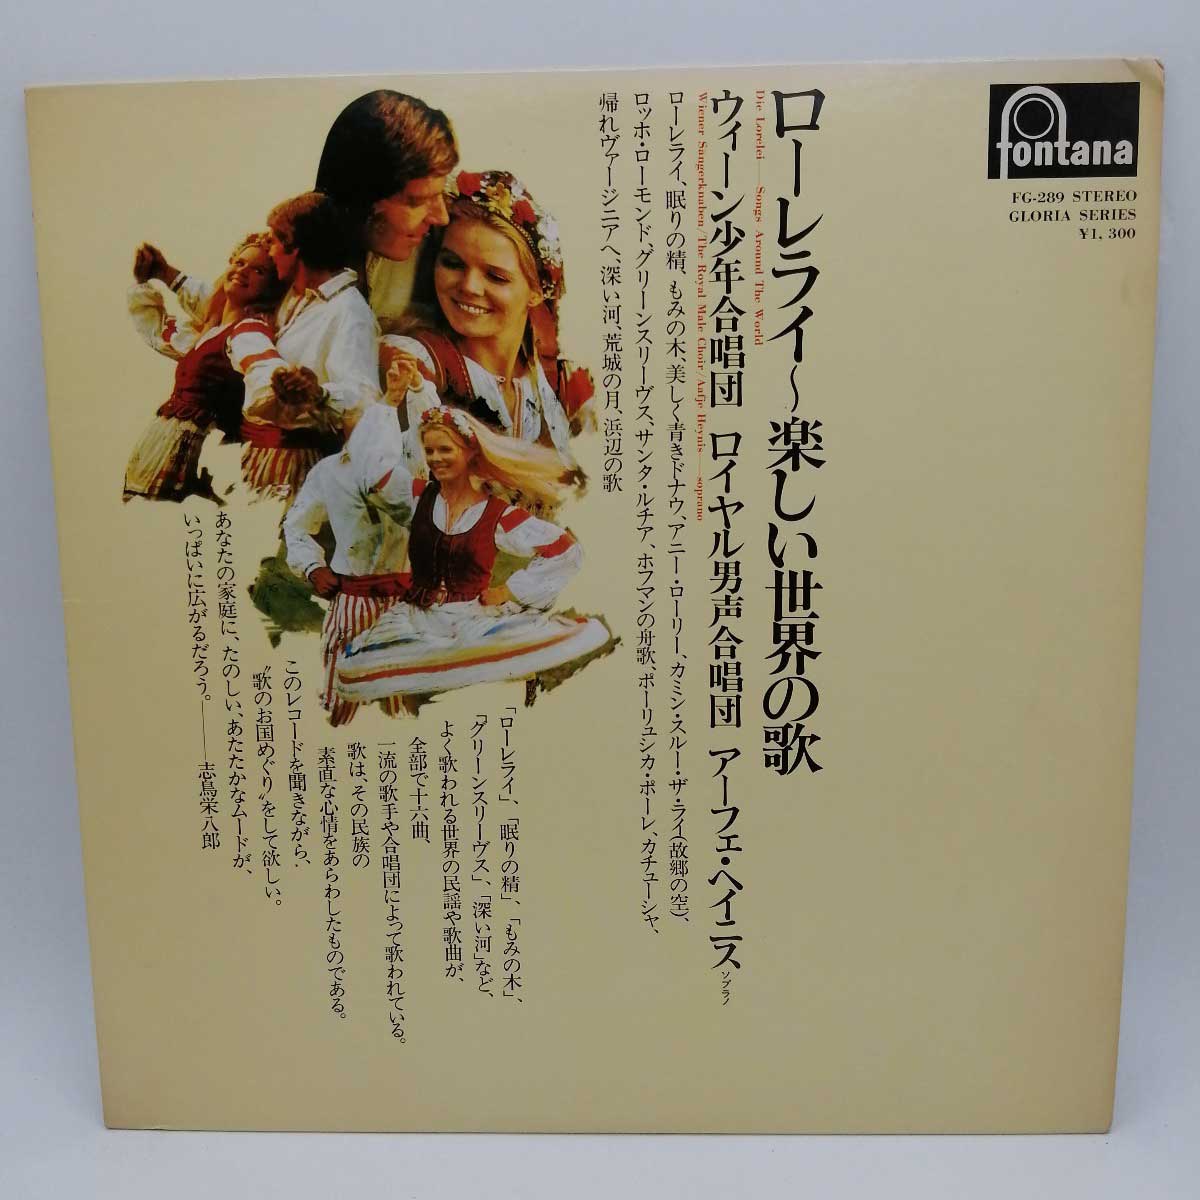 fontana
FG-289 STEREO
GLORIA SERIES
¥1,300
ローレライ〜楽しい世界の歌
Die Lorelei——Songs Around The World
ウィーン少年合唱団 ロイヤル男声合唱団 アーフェ・ヘイニス ソプラノ
Wiener Sangerknaben/The Royal Male Choir/Aafje Heynis——soprano
ローレライ、眠りの精、もみの木、美しく青きドナウ、アニー・ローリー、カミン・スルー・ザ・ライ(故郷の空)、
ロッホ・ローモンド、グリーンスリーヴス、サンタ・ルチア、ホフマンの舟歌、ポーリュシカ・ポーレ、カチューシャ、
帰れヴァージニアへ、深い河、荒城の月、浜辺の歌
「ローレライ」、「眠りの精」、「もみの木」、
「グリーンスリーヴス」、「深い河」など、
よく歌われる世界の民謡や歌曲が、
全部で十六曲、
一流の歌手や合唱団によって歌われている。
歌は、その民族の
素直な心情をあらわしたものである。
このレコードを聞きながら、
〝歌のお国めぐり〟をして欲しい。
あなたの家庭に、たのしい、あたたかなムードが、
いっぱいに広がるだろう。——志鳥栄八郎